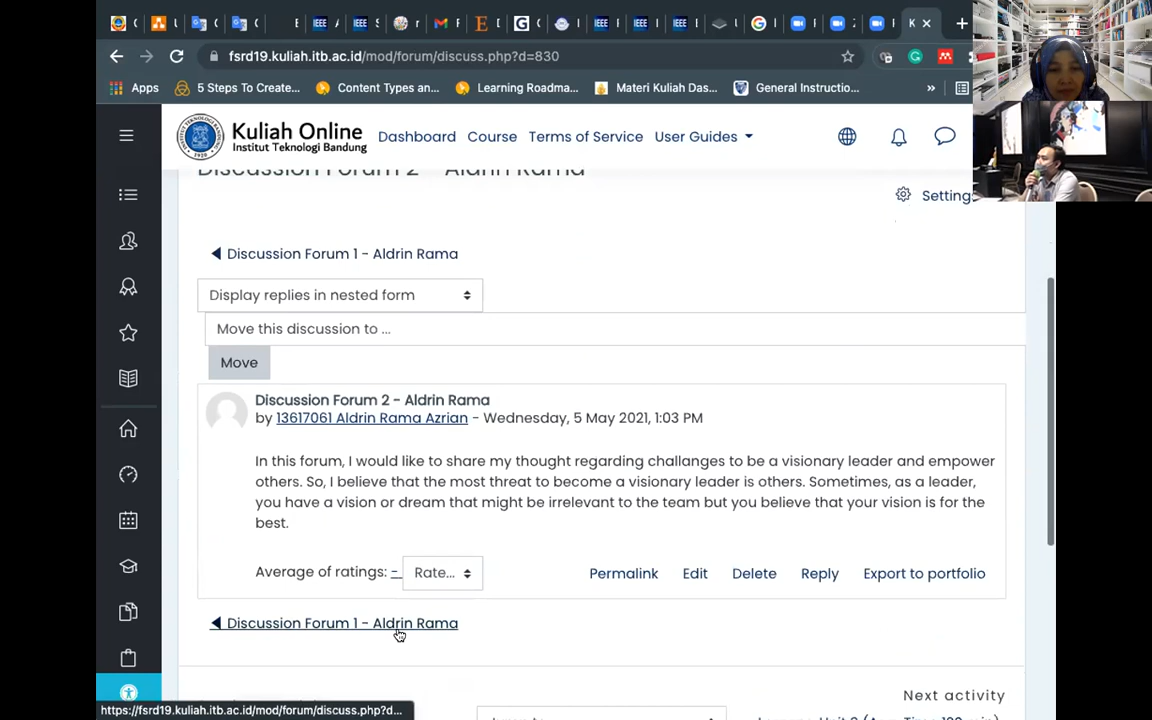 fsrd19.kuliah.itb.ac.id/mod/forum/discuss.php?d=830
Apps
5 Steps To Create...
Content Types an...
Learning Roadma...
Materi Kuliah Das...
General Instructio...
»
Kuliah Online
Institut Teknologi Bandung
Dashboard
Course
Terms of Service
User Guides
Discussion Forum 2 - Aldrin Rama
Setting
Discussion Forum 1 - Aldrin Rama
Display replies in nested form
Move this discussion to ...
Move
Discussion Forum 2 - Aldrin Rama
by 13617061 Aldrin Rama Azrian - Wednesday, 5 May 2021, 1:03 PM
In this forum, I would like to share my thought regarding challanges to be a visionary leader and empower
others. So, I believe that the most threat to become a visionary leader is others. Sometimes, as a leader,
you have a vision or dream that might be irrelevant to the team but you believe that your vision is for the
best.
Average of ratings: -
Rate...
Permalink
Edit
Delete
Reply
Export to portfolio
Discussion Forum 1 - Aldrin Rama
Next activity
https://fsrd19.kuliah.itb.ac.id/mod/forum/discuss.php?d...